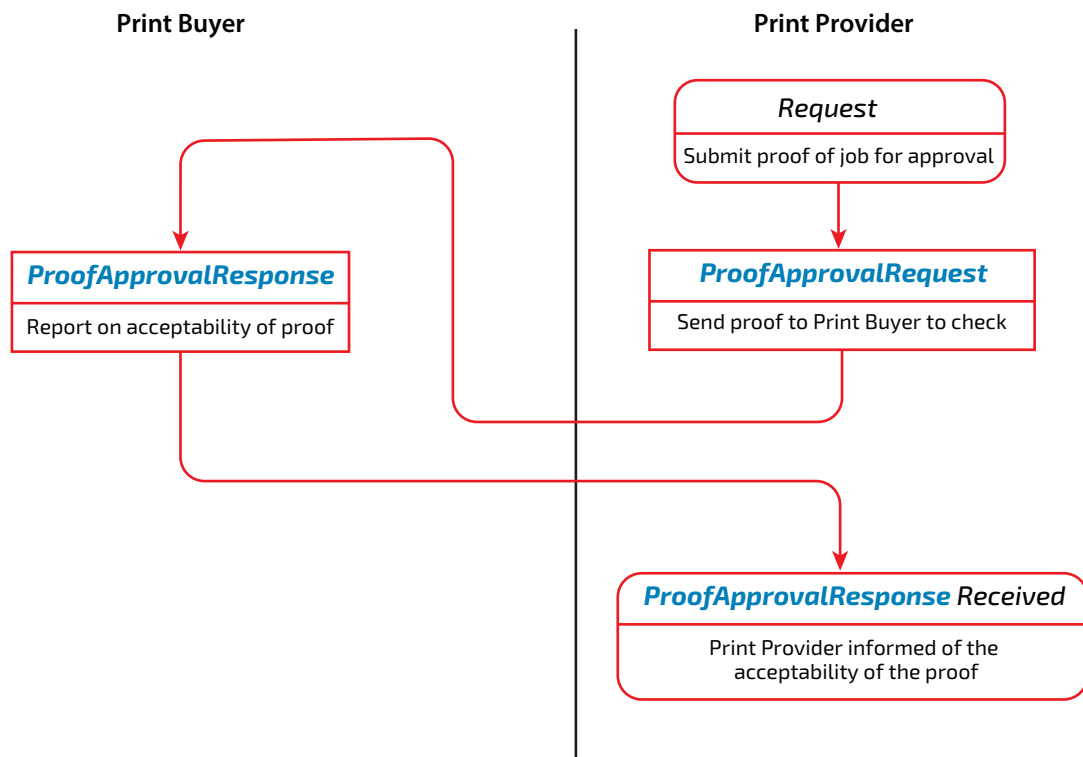 Print Buyer
Print Provider
Request
Submit proof of job for approval
ProofApprovalResponse
Report on acceptability of proof
ProofApprovalRequest
Send proof to Print Buyer to check
ProofApprovalResponse Received
Print Provider informed of the
acceptability of the proof